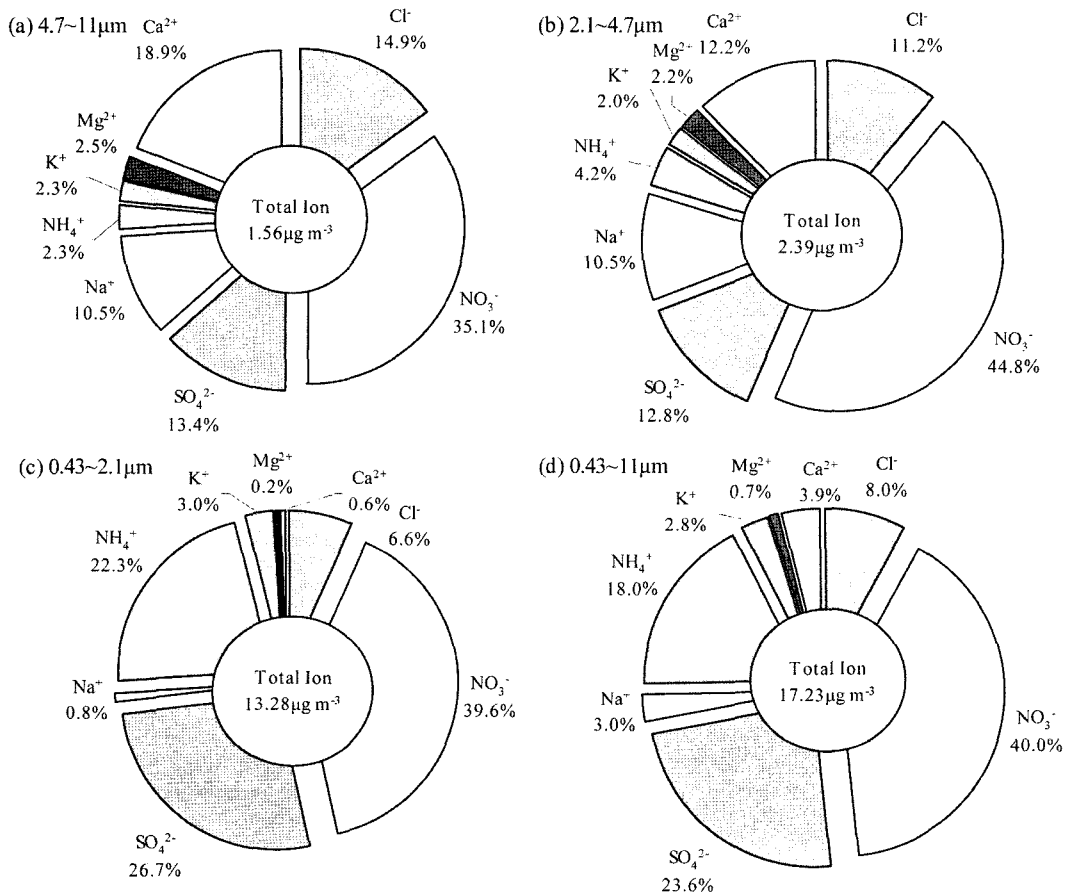 (a) 4.7~11μm
Ca²⁺
18.9%
Cl⁻
14.9%
Mg²⁺
2.5%
K⁺
2.3%
NH₄⁺
2.3%
Na⁺
10.5%
SO₄²⁻
13.4%
NO₃⁻
35.1%
Total Ion
1.56μg m⁻³
(b) 2.1~4.7μm
Ca²⁺
12.2%
Cl⁻
11.2%
Mg²⁺
2.2%
K⁺
2.0%
NH₄⁺
4.2%
Na⁺
10.5%
SO₄²⁻
12.8%
NO₃⁻
44.8%
Total Ion
2.39μg m⁻³
(c) 0.43~2.1μm
K⁺
3.0%
Mg²⁺
0.2%
Ca²⁺
0.6%
Cl⁻
6.6%
NH₄⁺
22.3%
Na⁺
0.8%
SO₄²⁻
26.7%
NO₃⁻
39.6%
Total Ion
13.28μg m⁻³
(d) 0.43~11μm
K⁺
2.8%
Mg²⁺
0.7%
Ca²⁺
3.9%
Cl⁻
8.0%
NH₄⁺
18.0%
Na⁺
3.0%
SO₄²⁻
23.6%
NO₃⁻
40.0%
Total Ion
17.23μg m⁻³